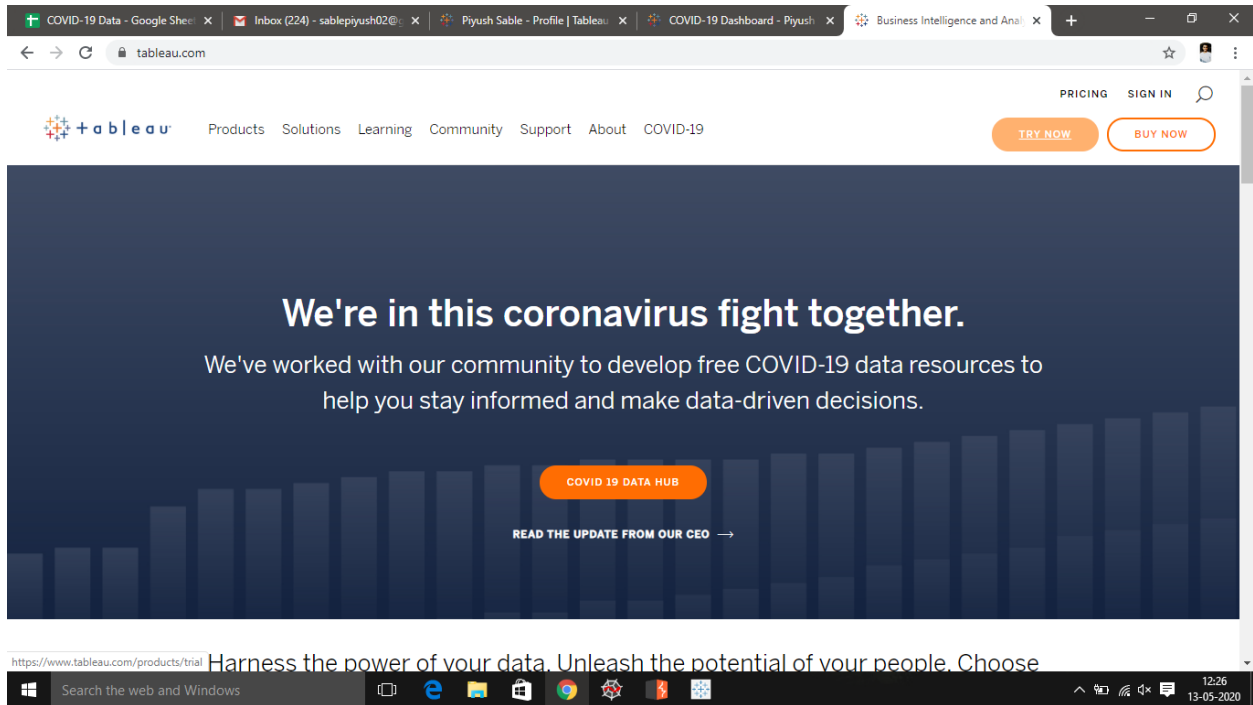 COVID-19 Data - Google Sheet
Inbox (224) - sablepiyush02@g
Piyush Sable - Profile | Tableau
COVID-19 Dashboard - Piyush
Business Intelligence and Analy
tableau.com
PRICING SIGN IN
+ableau
Products Solutions Learning Community Support About COVID-19
TRY NOW
BUY NOW
We're in this coronavirus fight together.
We've worked with our community to develop free COVID-19 data resources to
help you stay informed and make data-driven decisions.
COVID 19 DATA HUB
READ THE UPDATE FROM OUR CEO →
https://www.tableau.com/products/trial
Harness the power of your data. Unleash the potential of your people. Choose
Search the web and Windows
12:26
13-05-2020